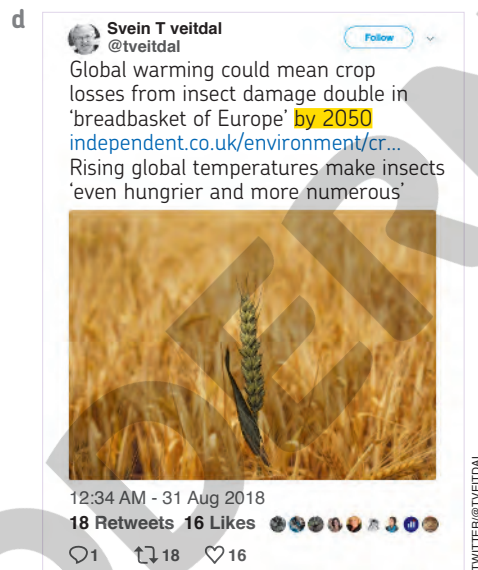 d
Svein T veitdal
@tveitdal
Follow
Global warming could mean crop
losses from insect damage double in
‘breadbasket of Europe’ by 2050
independent.co.uk/environment/cr...
Rising global temperatures make insects
‘even hungrier and more numerous’
12:34 AM - 31 Aug 2018
18 Retweets 16 Likes
1 18 16
TWITTER/@TVEITDAL